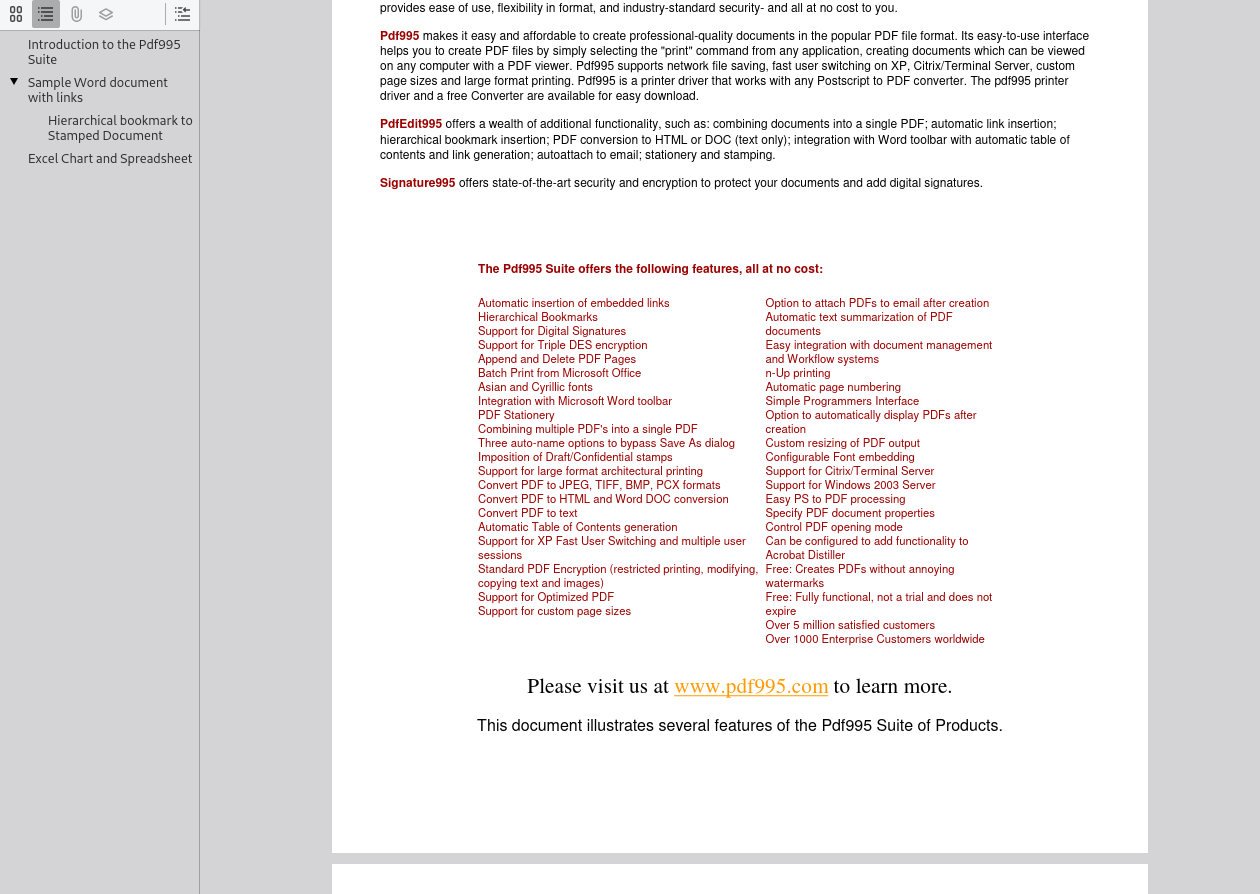 Introduction to the Pdf995
Suite
Sample Word document
with links
Hierarchical bookmark to
Stamped Document
Excel Chart and Spreadsheet
provides ease of use, flexibility in format, and industry-standard security- and all at no cost to you.
Pdf995 makes it easy and affordable to create professional-quality documents in the popular PDF file format. Its easy-to-use interface
helps you to create PDF files by simply selecting the "print" command from any application, creating documents which can be viewed
on any computer with a PDF viewer. Pdf995 supports network file saving, fast user switching on XP, Citrix/Terminal Server, custom
page sizes and large format printing. Pdf995 is a printer driver that works with any Postscript to PDF converter. The pdf995 printer
driver and a free Converter are available for easy download.
PdfEdit995 offers a wealth of additional functionality, such as: combining documents into a single PDF; automatic link insertion;
hierarchical bookmark insertion; PDF conversion to HTML or DOC (text only); integration with Word toolbar with automatic table of
contents and link generation; autoattach to email; stationery and stamping.
Signature995 offers state-of-the-art security and encryption to protect your documents and add digital signatures.
The Pdf995 Suite offers the following features, all at no cost:
Automatic insertion of embedded links
Hierarchical Bookmarks
Support for Digital Signatures
Support for Triple DES encryption
Append and Delete PDF Pages
Batch Print from Microsoft Office
Asian and Cyrillic fonts
Integration with Microsoft Word toolbar
PDF Stationery
Combining multiple PDF's into a single PDF
Three auto-name options to bypass Save As dialog
Imposition of Draft/Confidential stamps
Support for large format architectural printing
Convert PDF to JPEG, TIFF, BMP, PCX formats
Convert PDF to HTML and Word DOC conversion
Convert PDF to text
Automatic Table of Contents generation
Support for XP Fast User Switching and multiple user
sessions
Standard PDF Encryption (restricted printing, modifying,
copying text and images)
Support for Optimized PDF
Support for custom page sizes
Option to attach PDFs to email after creation
Automatic text summarization of PDF
documents
Easy integration with document management
and Workflow systems
n-Up printing
Automatic page numbering
Simple Programmers Interface
Option to automatically display PDFs after
creation
Custom resizing of PDF output
Configurable Font embedding
Support for Citrix/Terminal Server
Support for Windows 2003 Server
Easy PS to PDF processing
Specify PDF document properties
Control PDF opening mode
Can be configured to add functionality to
Acrobat Distiller
Free: Creates PDFs without annoying
watermarks
Free: Fully functional, not a trial and does not
expire
Over 5 million satisfied customers
Over 1000 Enterprise Customers worldwide
Please visit us at www.pdf995.com to learn more.
This document illustrates several features of the Pdf995 Suite of Products.